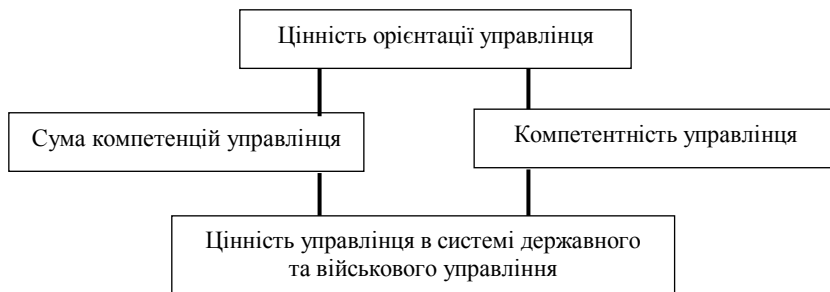 Цінність орієнтації управлінця
Сума компетенцій управлінця
Компетентність управлінця
Цінність управлінця в системі державного
та військового управління